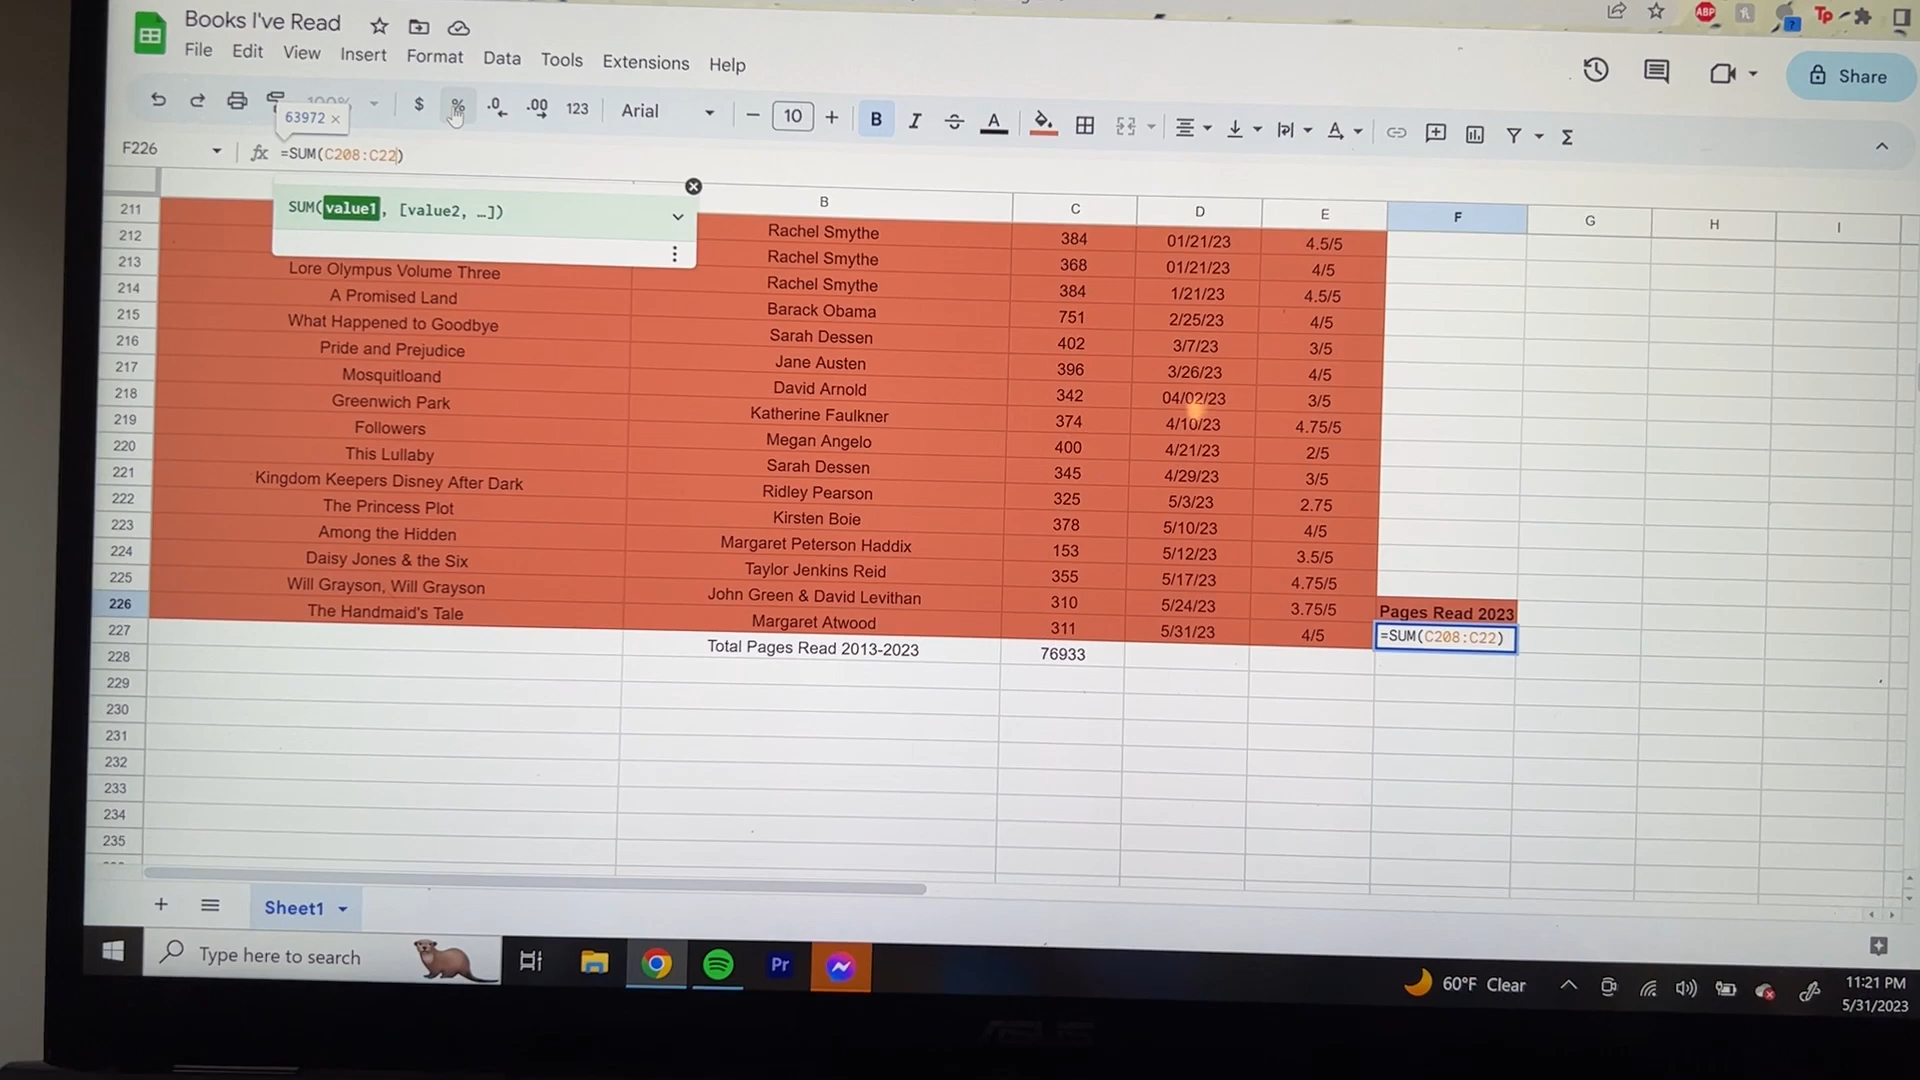 Books I've Read
File Edit View Insert Format Data Tools Extensions Help
Share
100% $ % .0 .00 123 Arial 10 B I A
63972 ×
F226 fx =SUM(C208:C22)
SUM(value1, [value2, …])
B C D E F G H I
211 Rachel Smythe 384 01/21/23 4.5/5
212 Rachel Smythe 368 01/21/23 4/5
213 Lore Olympus Volume Three Rachel Smythe 384 1/21/23 4.5/5
214 A Promised Land Barack Obama 751 2/25/23 4/5
215 What Happened to Goodbye Sarah Dessen 402 3/7/23 3/5
216 Pride and Prejudice Jane Austen 396 3/26/23 4/5
217 Mosquitloand David Arnold 342 04/02/23 3/5
218 Greenwich Park Katherine Faulkner 374 4/10/23 4.75/5
219 Followers Megan Angelo 400 4/21/23 2/5
220 This Lullaby Sarah Dessen 345 4/29/23 3/5
221 Kingdom Keepers Disney After Dark Ridley Pearson 325 5/3/23 2.75
222 The Princess Plot Kirsten Boie 378 5/10/23 4/5
223 Among the Hidden Margaret Peterson Haddix 153 5/12/23 3.5/5
224 Daisy Jones & the Six Taylor Jenkins Reid 355 5/17/23 4.75/5
225 Will Grayson, Will Grayson John Green & David Levithan 310 5/24/23 3.75/5 Pages Read 2023
226 The Handmaid's Tale Margaret Atwood 311 5/31/23 4/5 =SUM(C208:C22)
227 Total Pages Read 2013-2023 76933
228
229
230
231
232
233
234
235
+ Sheet1
Type here to search
Pr
60°F Clear
11:21 PM
5/31/2023
ASUS